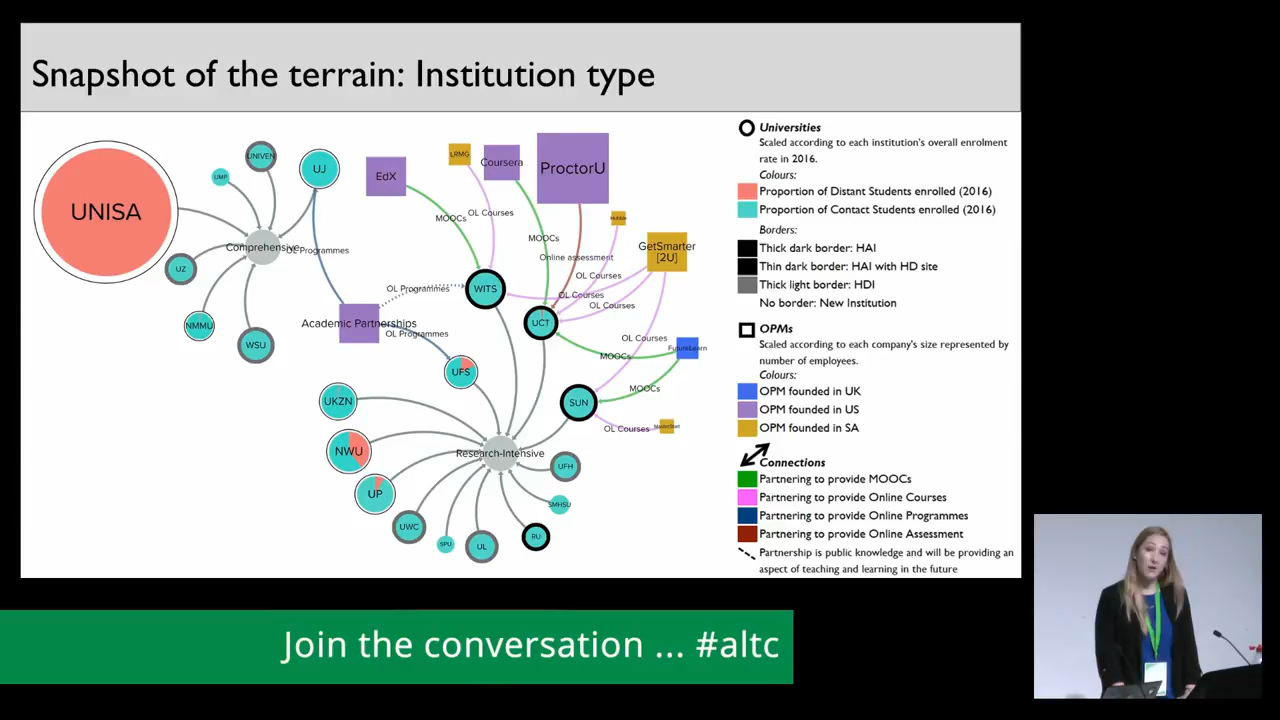 Snapshot of the terrain: Institution type
UNISA
UMP
UNIVEN
UJ
UZ
Comprehensive
OL Programmes
NMMU
WSU
EdX
LRMG
Coursera
ProctorU
MOOCs
OL Courses
MOOCs
Online assessment
GetSmarter
[2U]
OL Courses
OL Programmes
WITS
OL Courses
OL Courses
UCT
Academic Partnerships
OL Programmes
OL Courses
FutureLearn
MOOCs
UFS
MOOCs
UKZN
SUN
OL Courses
MasterStart
NWU
Research-Intensive
UFH
UP
SMHSU
UWC
SPU
UL
RU
Universities
Scaled according to each institution's overall enrolment
rate in 2016.
Colours:
Proportion of Distant Students enrolled (2016)
Proportion of Contact Students enrolled (2016)
Borders:
Thick dark border: HAI
Thin dark border: HAI with HD site
Thick light border: HDI
No border: New Institution
OPMs
Scaled according to each company's size represented by
number of employees.
Colours:
OPM founded in UK
OPM founded in US
OPM founded in SA
Connections
Partnering to provide MOOCs
Partnering to provide Online Courses
Partnering to provide Online Programmes
Partnering to provide Online Assessment
Partnership is public knowledge and will be providing an
aspect of teaching and learning in the future
Join the conversation ... #altc